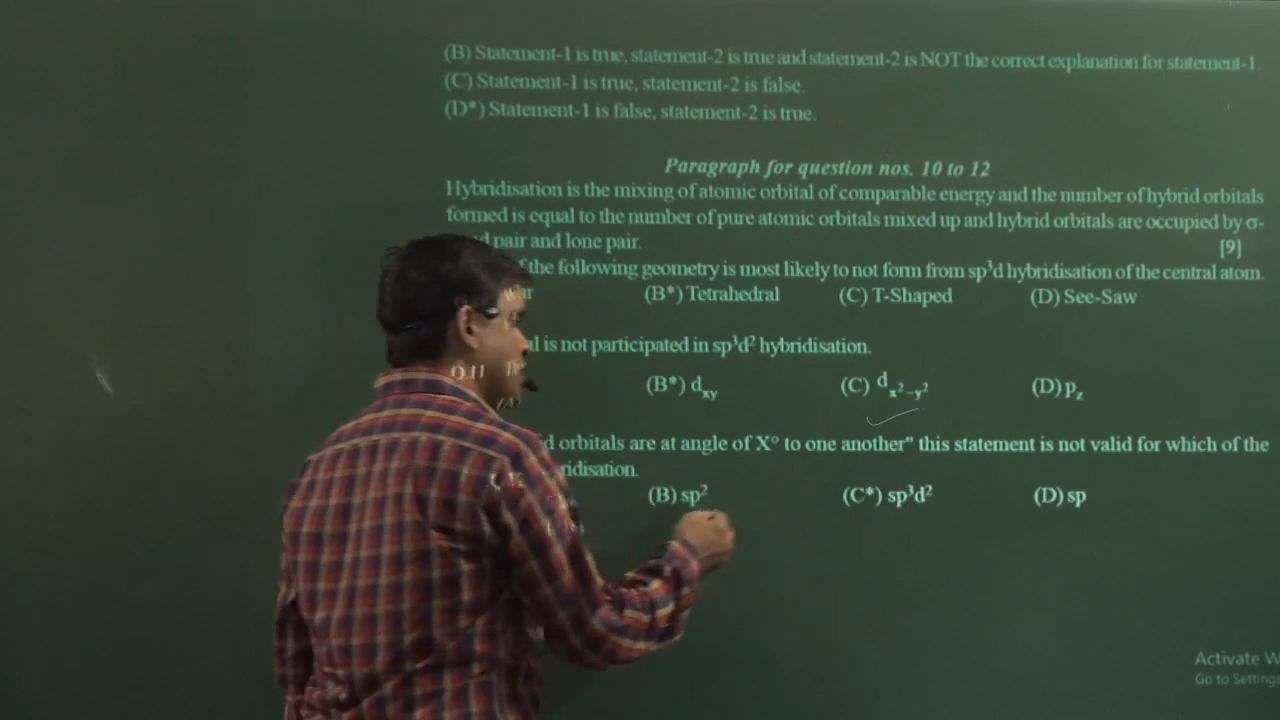 (B) Statement-1 is true, statement-2 is true and statement-2 is NOT the correct explanation for statement-1.
(C) Statement-1 is true, statement-2 is false.
(D*) Statement-1 is false, statement-2 is true.
Paragraph for question nos. 10 to 12
Hybridisation is the mixing of atomic orbital of comparable energy and the number of hybrid orbitals
formed is equal to the number of pure atomic orbitals mixed up and hybrid orbitals are occupied by σ-
pair and lone pair. [9]
the following geometry is most likely to not form from sp³d hybridisation of the central atom.
(B*) Tetrahedral (C) T-Shaped (D) See-Saw
Q.11 is not participated in sp³d² hybridisation.
(B*) d_xy (C) d_x²−y² (D) p_z
orbitals are at angle of X° to one another" this statement is not valid for which of the
(B) sp² (C*) sp³d² (D) sp
Activate W
Go to Settings